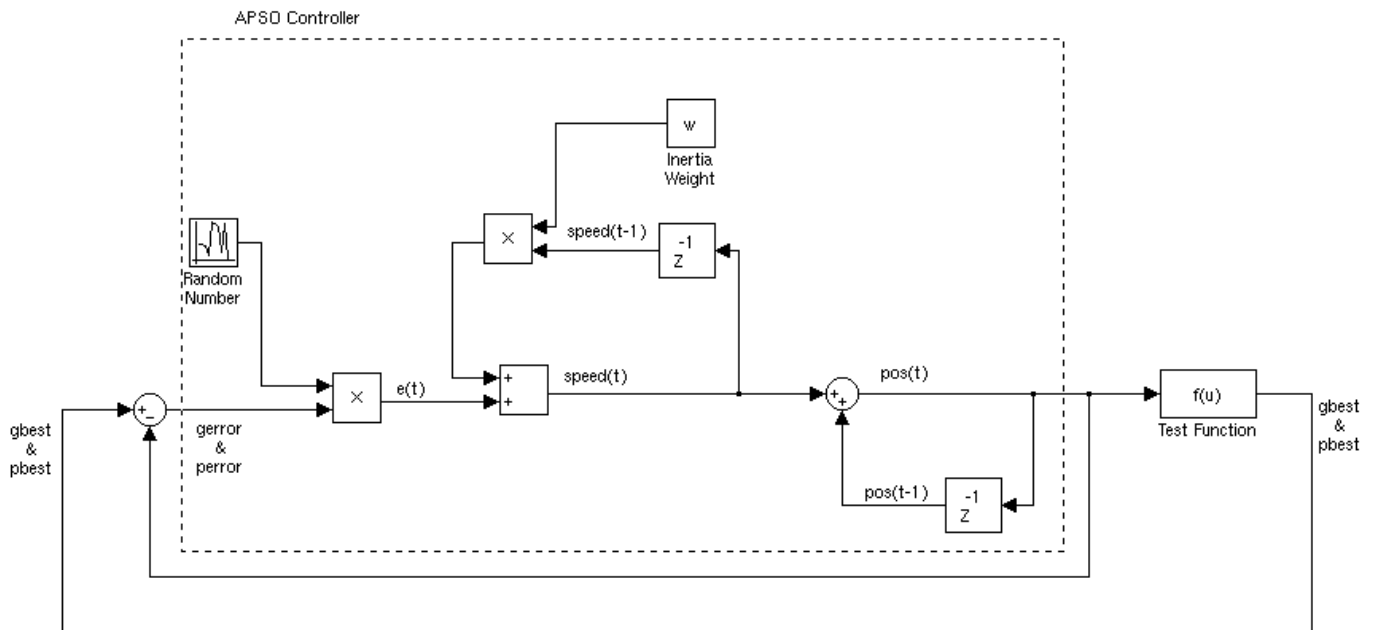 APSO Controller
w
Inertia
Weight
×
speed(t-1)
-1
Z
Random
Number
+
+
speed(t)
×
e(t)
+
-
gerror
&
perror
gbest
&
pbest
+
+
pos(t)
f(u)
Test Function
gbest
&
pbest
pos(t-1)
-1
Z